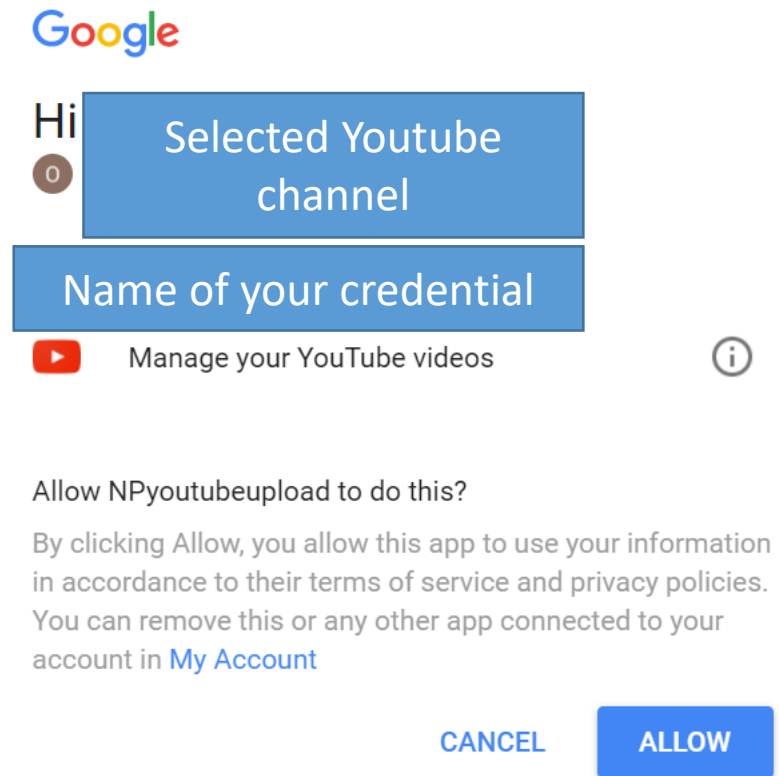 Google
Hi
Selected Youtube
channel
O
Name of your credential
Manage your YouTube videos
i
Allow NPyoutubeupload to do this?
By clicking Allow, you allow this app to use your information
in accordance to their terms of service and privacy policies.
You can remove this or any other app connected to your
account in My Account
CANCEL ALLOW